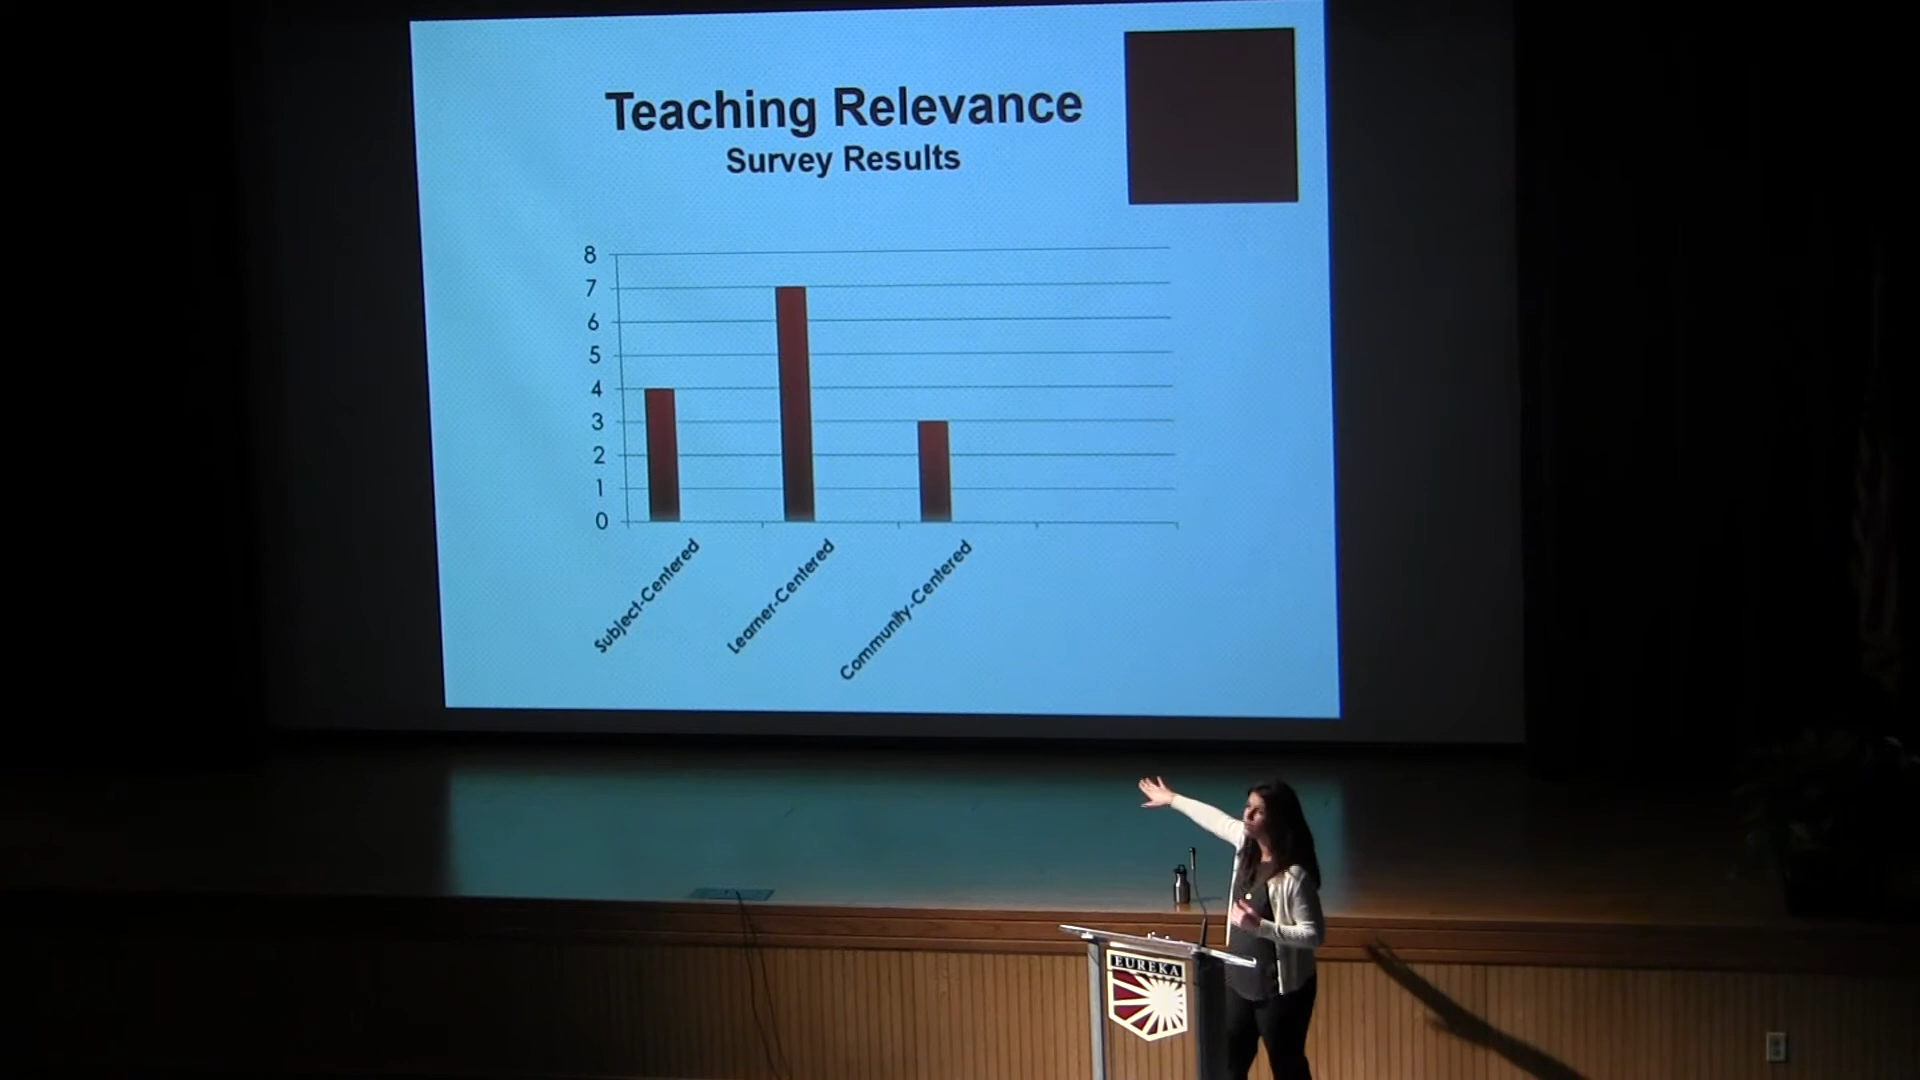 Teaching Relevance
Survey Results
8
7
6
5
4
3
2
1
0
Subject-Centered
Learner-Centered
Community-Centered
EUREKA